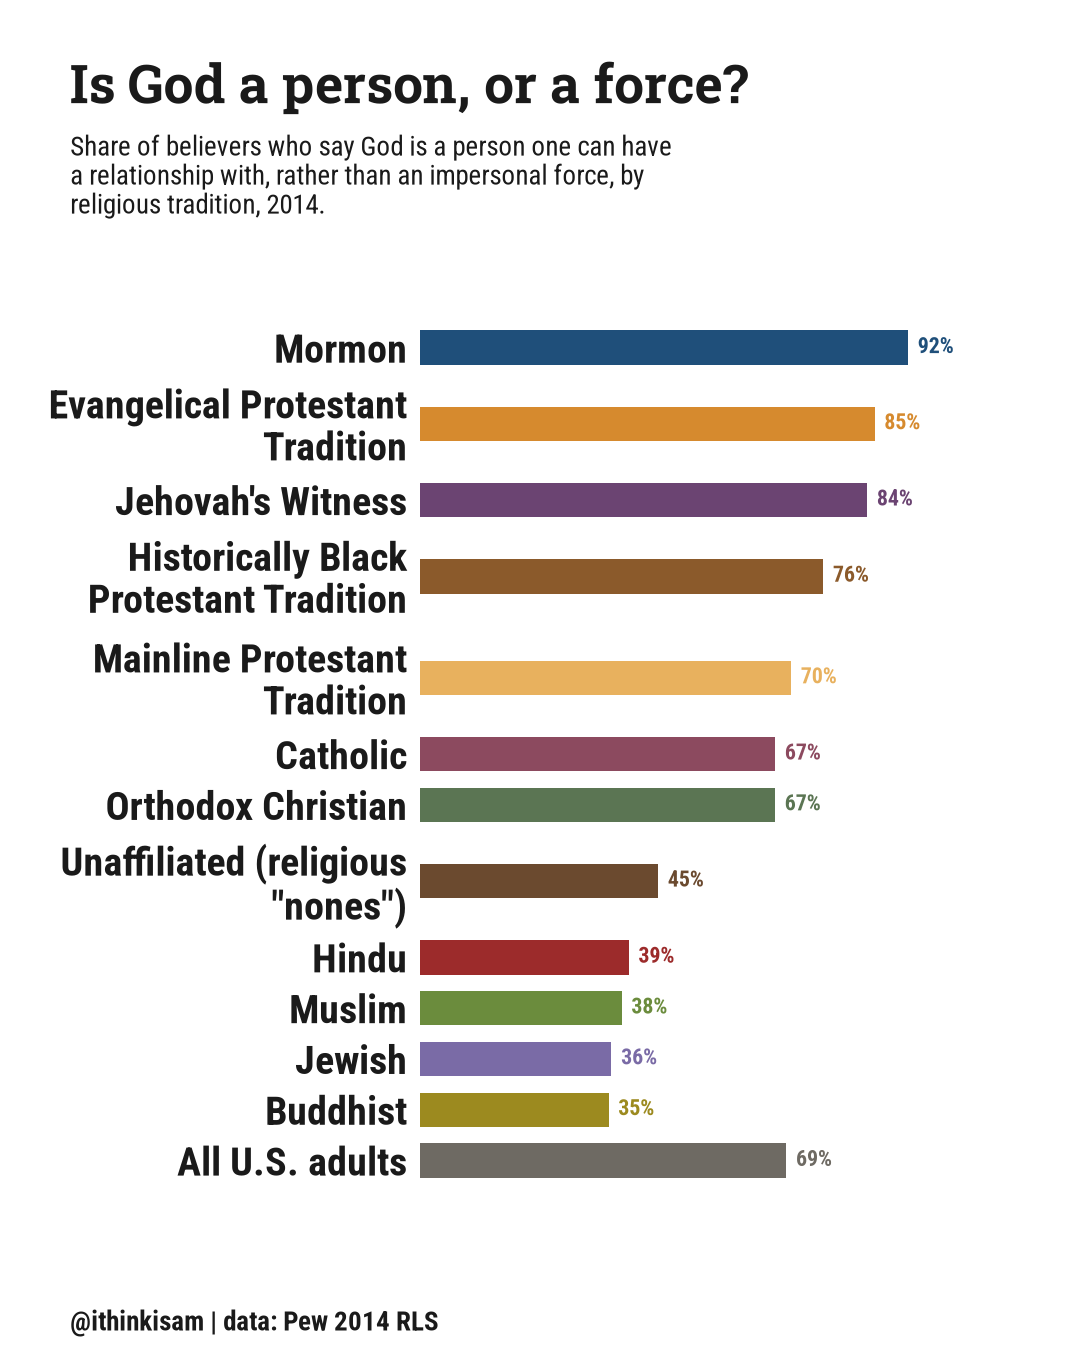 Is God a person, or a force?
Share of believers who say God is a person one can have
a relationship with, rather than an impersonal force, by
religious tradition, 2014.
Mormon 92%
Evangelical Protestant
Tradition 85%
Jehovah's Witness 84%
Historically Black
Protestant Tradition 76%
Mainline Protestant
Tradition 70%
Catholic 67%
Orthodox Christian 67%
Unaffiliated (religious
"nones") 45%
Hindu 39%
Muslim 38%
Jewish 36%
Buddhist 35%
All U.S. adults 69%
@ithinkisam | data: Pew 2014 RLS